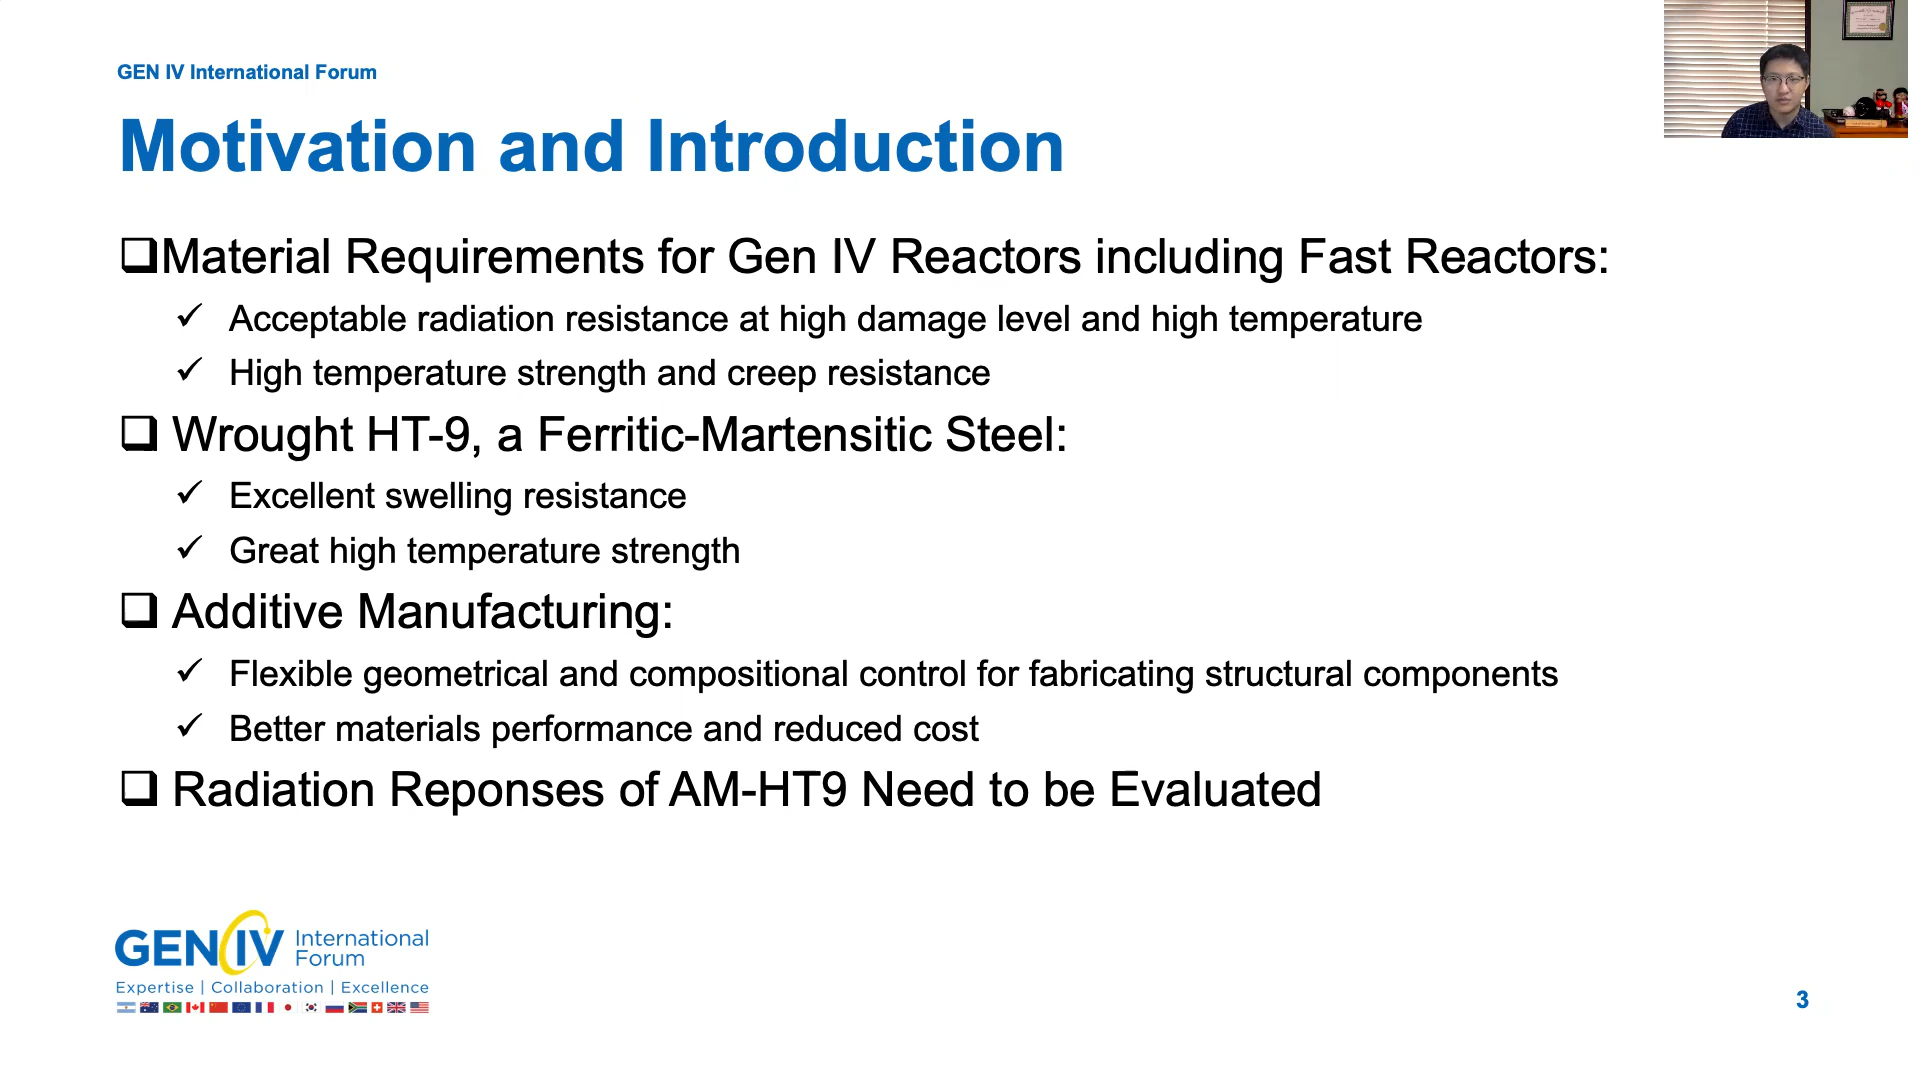 GEN IV International Forum
Motivation and Introduction
Material Requirements for Gen IV Reactors including Fast Reactors:
Acceptable radiation resistance at high damage level and high temperature
High temperature strength and creep resistance
Wrought HT-9, a Ferritic-Martensitic Steel:
Excellent swelling resistance
Great high temperature strength
Additive Manufacturing:
Flexible geometrical and compositional control for fabricating structural components
Better materials performance and reduced cost
Radiation Reponses of AM-HT9 Need to be Evaluated
GEN IV International
Forum
Expertise | Collaboration | Excellence
3